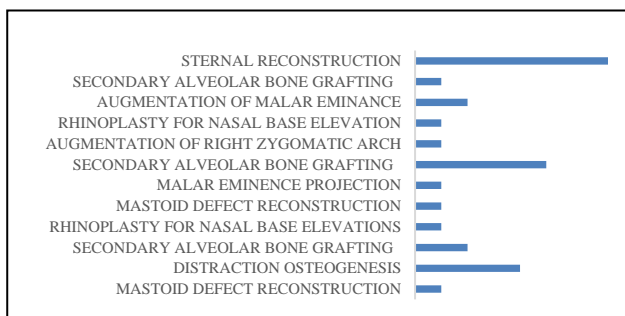 STERNAL RECONSTRUCTION
SECONDARY ALVEOLAR BONE GRAFTING
AUGMENTATION OF MALAR EMINANCE
RHINOPLASTY FOR NASAL BASE ELEVATION
AUGMENTATION OF RIGHT ZYGOMATIC ARCH
SECONDARY ALVEOLAR BONE GRAFTING
MALAR EMINENCE PROJECTION
MASTOID DEFECT RECONSTRUCTION
RHINOPLASTY FOR NASAL BASE ELEVATIONS
SECONDARY ALVEOLAR BONE GRAFTING
DISTRACTION OSTEOGENESIS
MASTOID DEFECT RECONSTRUCTION